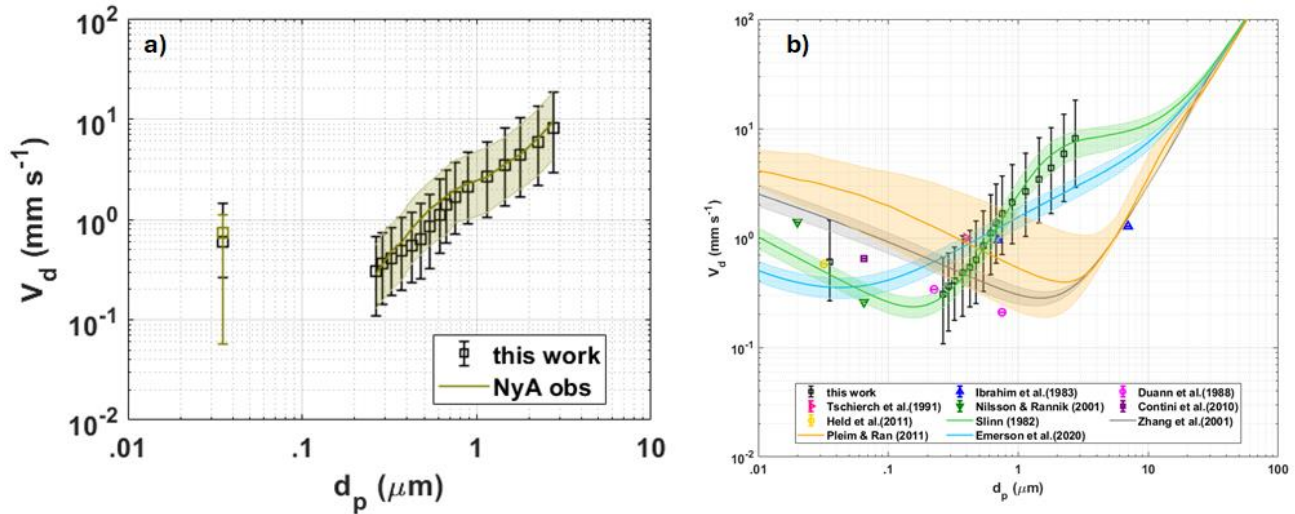 a)
10²
10¹
10⁰
10⁻¹
10⁻²
V_d (mm s⁻¹)
.01 .1 1 10
d_p (μm)
this work
NyA obs
b)
10²
10¹
10⁰
10⁻¹
10⁻²
V_d (mm s⁻¹)
.01 .1 1 10 100
d_p (μm)
this work Ibrahim et al.(1983) Duann et al.(1988)
Tschierch et al.(1991) Nilsson & Rannik (2001) Contini et al.(2010)
Held et al.(2011) Slinn (1982) Zhang et al.(2001)
Pleim & Ran (2011) Emerson et al.(2020)